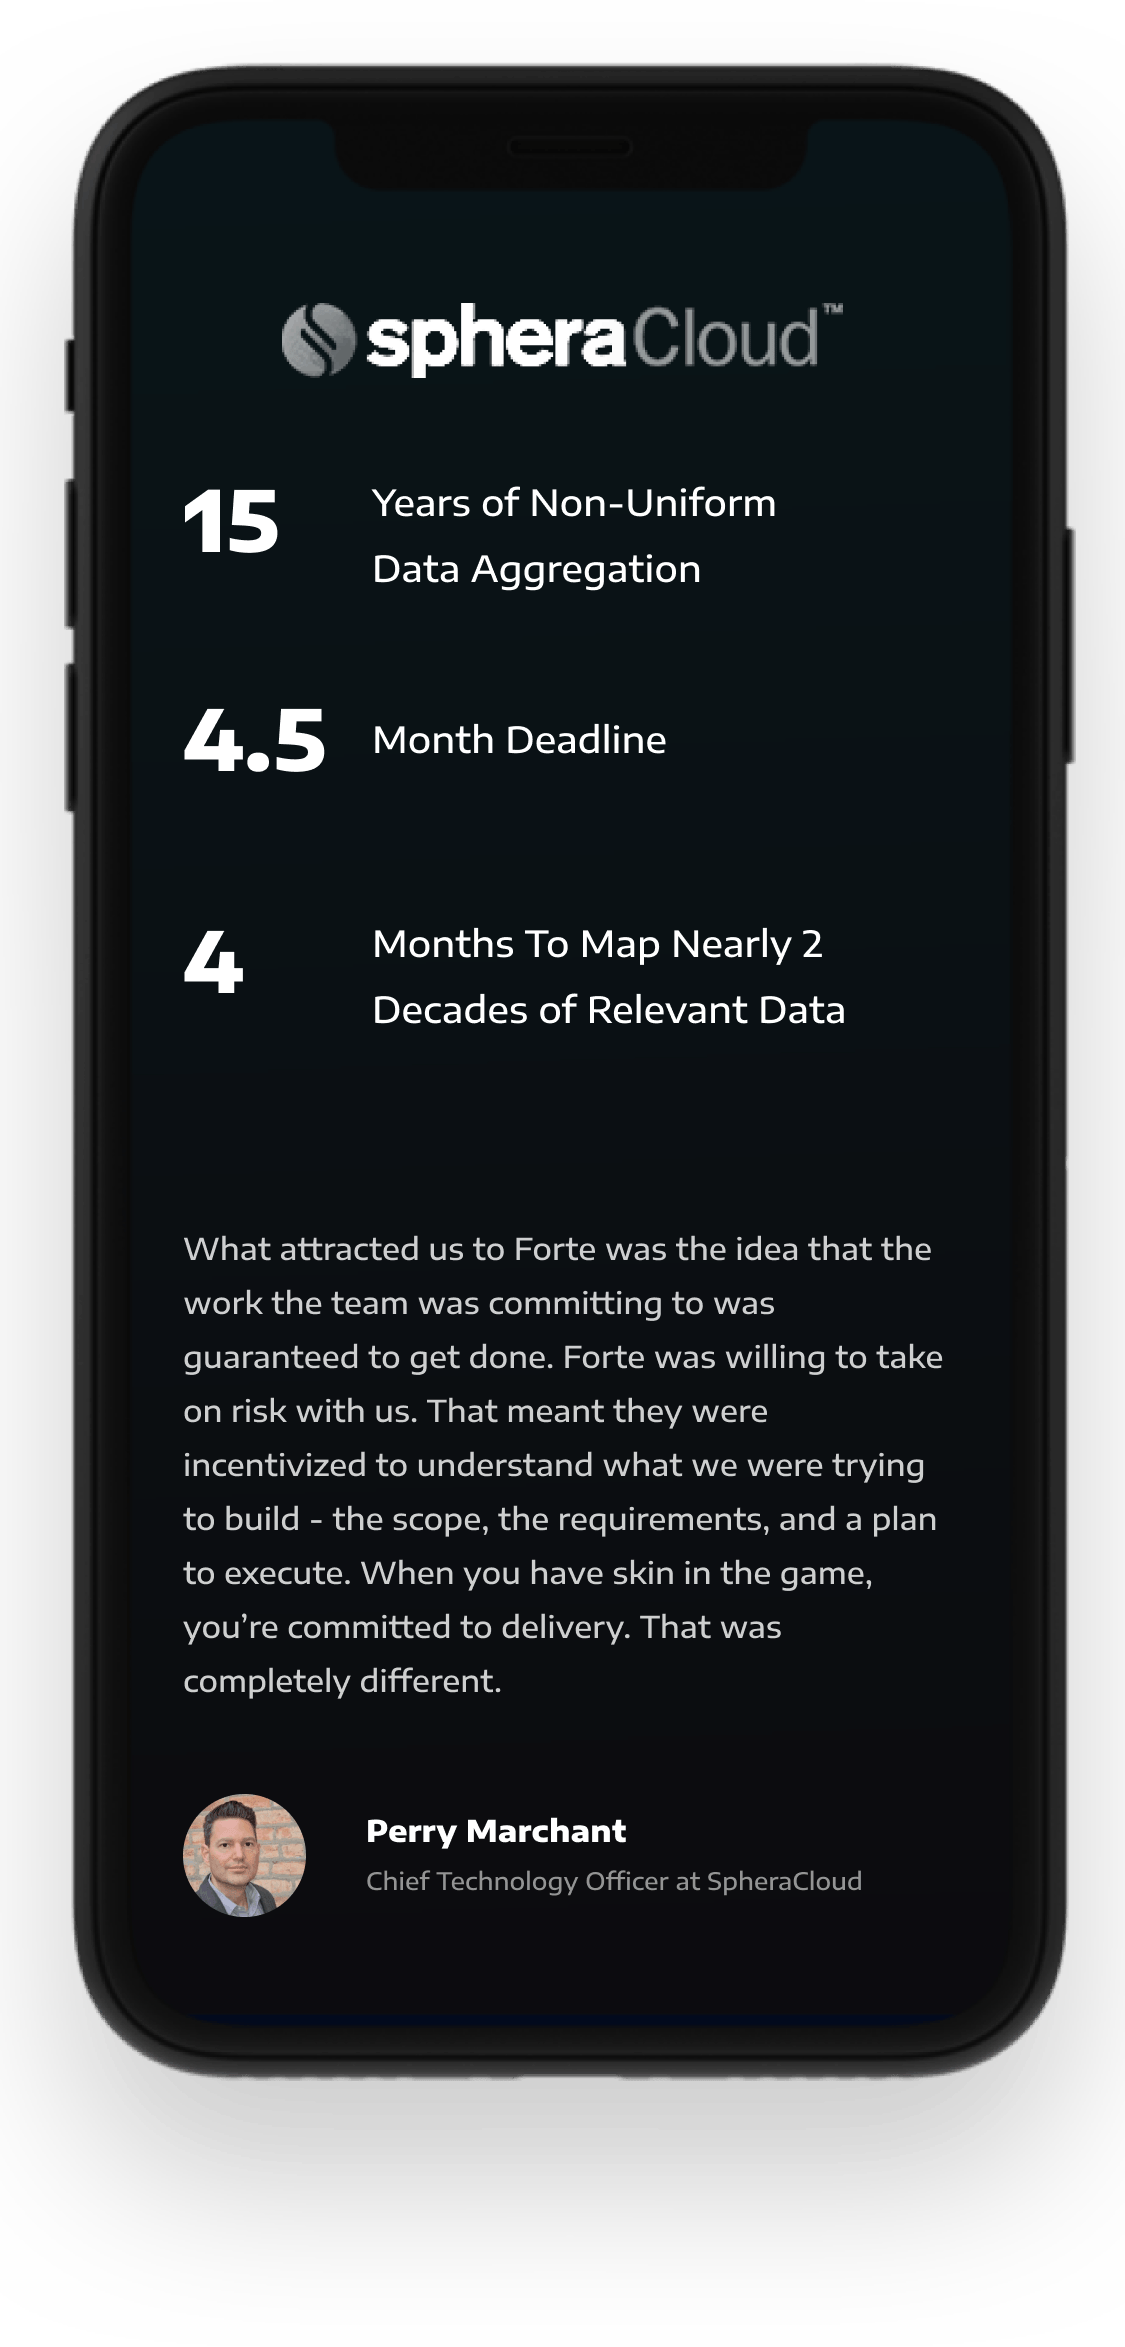 spheraCloud™
15
Years of Non-Uniform
Data Aggregation
4.5
Month Deadline
4
Months To Map Nearly 2
Decades of Relevant Data
What attracted us to Forte was the idea that the
work the team was committing to was
guaranteed to get done. Forte was willing to take
on risk with us. That meant they were
incentivized to understand what we were trying
to build - the scope, the requirements, and a plan
to execute. When you have skin in the game,
you’re committed to delivery. That was
completely different.
Perry Marchant
Chief Technology Officer at SpheraCloud